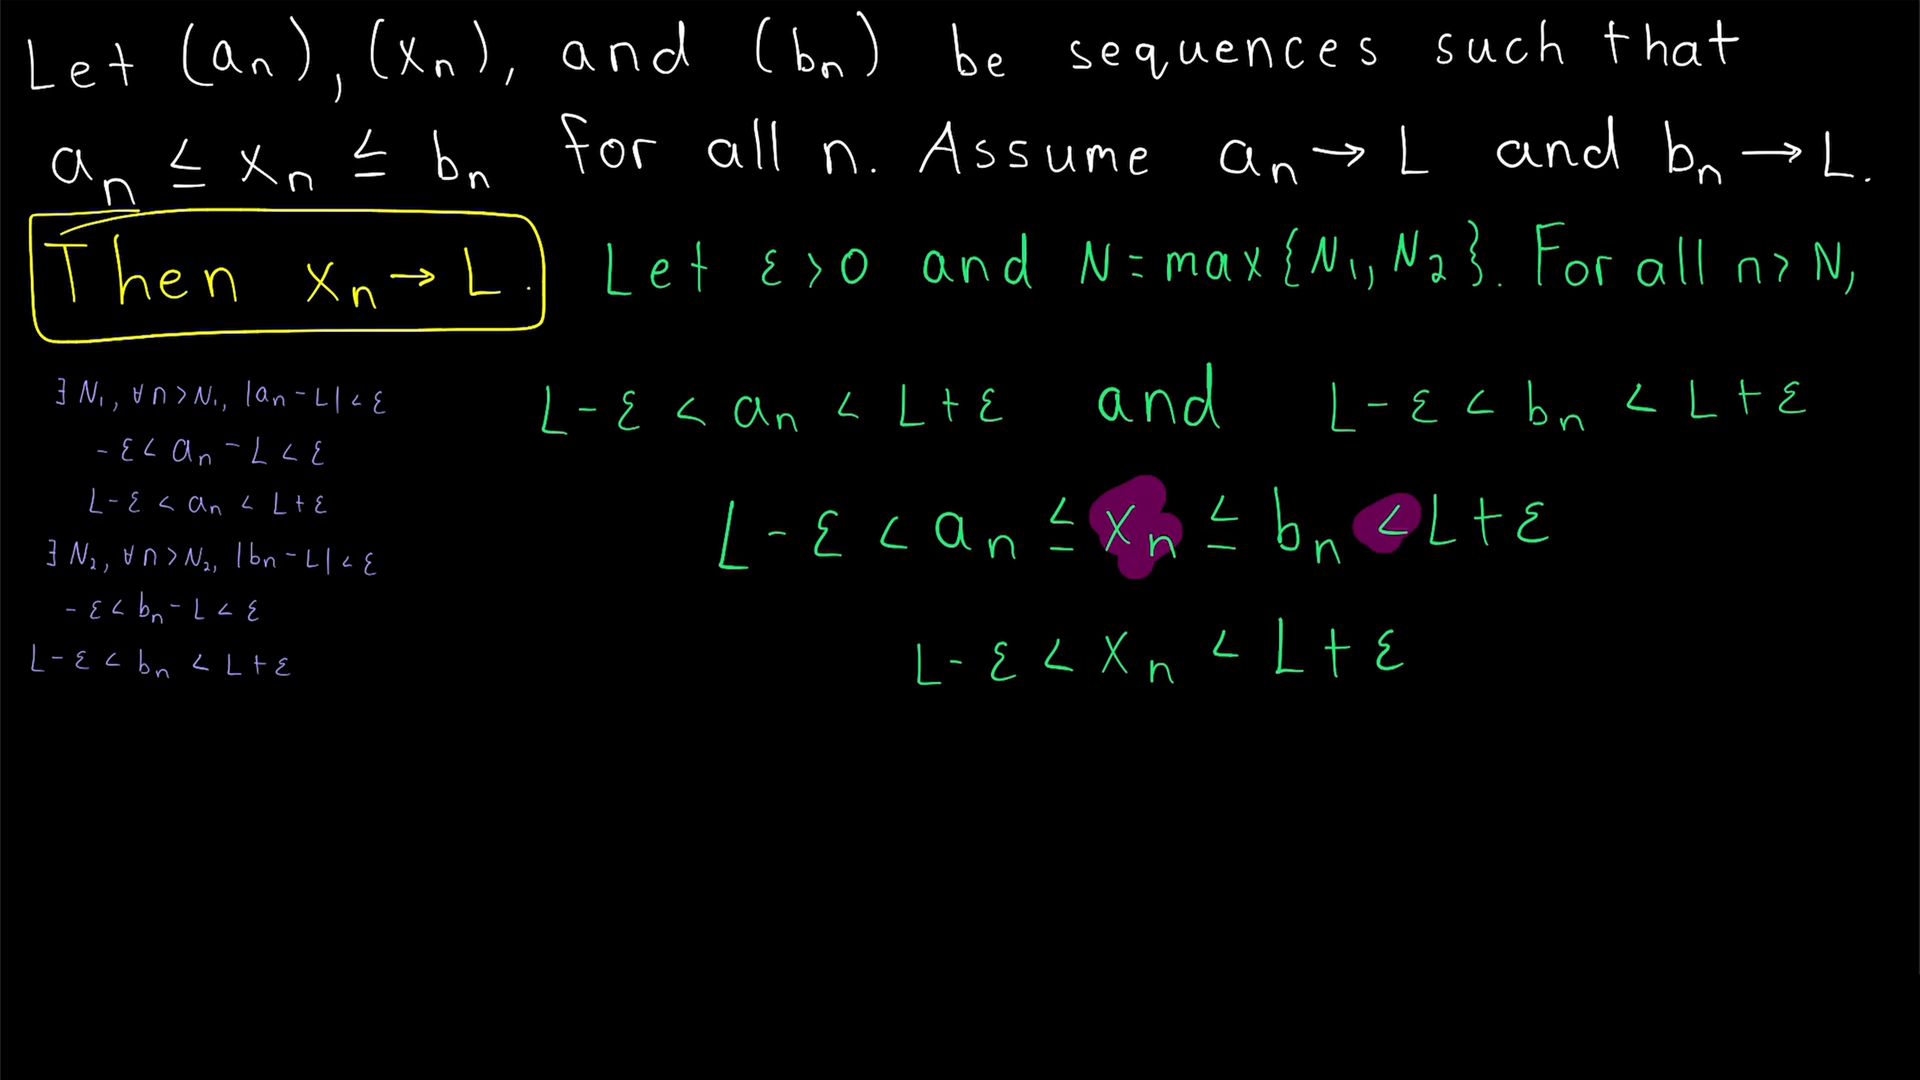 Let (aₙ), (xₙ), and (bₙ) be sequences such that
aₙ ≤ xₙ ≤ bₙ for all n. Assume aₙ → L and bₙ → L.
Then xₙ → L.
Let ε > 0 and N = max{N₁, N₂}. For all n > N,
∃ N₁, ∀ n > N₁, |aₙ - L| < ε
- ε < aₙ - L < ε
L - ε < aₙ < L + ε
∃ N₂, ∀ n > N₂, |bₙ - L| < ε
- ε < bₙ - L < ε
L - ε < bₙ < L + ε
L - ε < aₙ < L + ε and L - ε < bₙ < L + ε
L - ε < aₙ ≤ xₙ ≤ bₙ < L + ε
L - ε < xₙ < L + ε